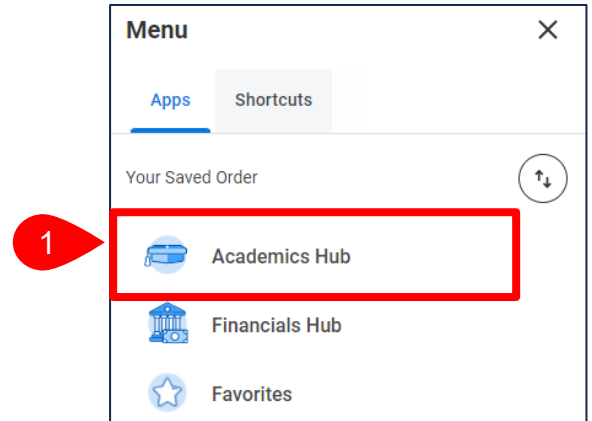 Menu
Apps Shortcuts
Your Saved Order
1
Academics Hub
Financials Hub
Favorites